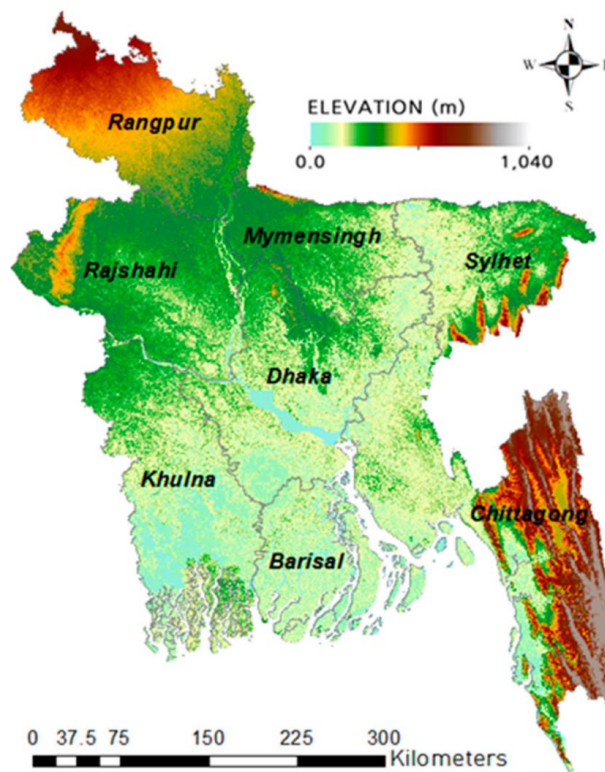 N
W
E
S
ELEVATION (m)
0.0
1,040
Rangpur
Mymensingh
Rajshahi
Sylhet
Dhaka
Khulna
Chittagong
Barisal
0 37.5 75 150 225 300
Kilometers